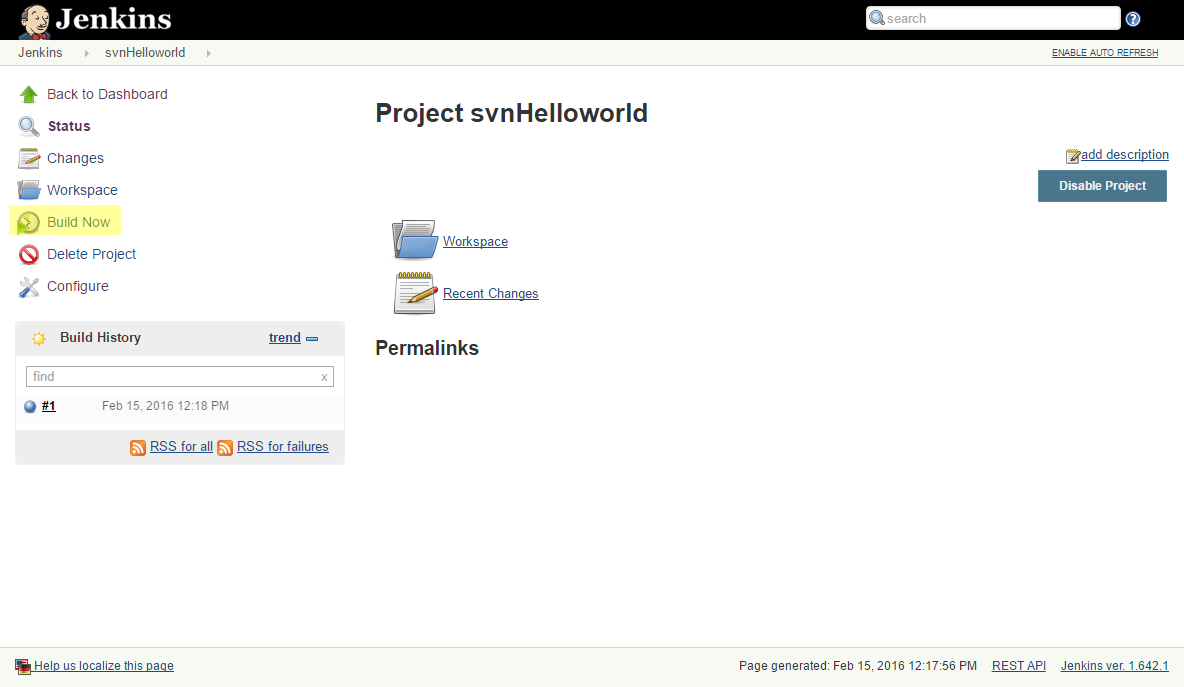 Jenkins
search
Jenkins svnHelloworld
ENABLE AUTO REFRESH
Back to Dashboard
Status
Changes
Workspace
Build Now
Delete Project
Configure
Build History trend
find x
#1 Feb 15, 2016 12:18 PM
RSS for all RSS for failures
Project svnHelloworld
add description
Disable Project
Workspace
Recent Changes
Permalinks
Help us localize this page
Page generated: Feb 15, 2016 12:17:56 PM REST API Jenkins ver. 1.642.1